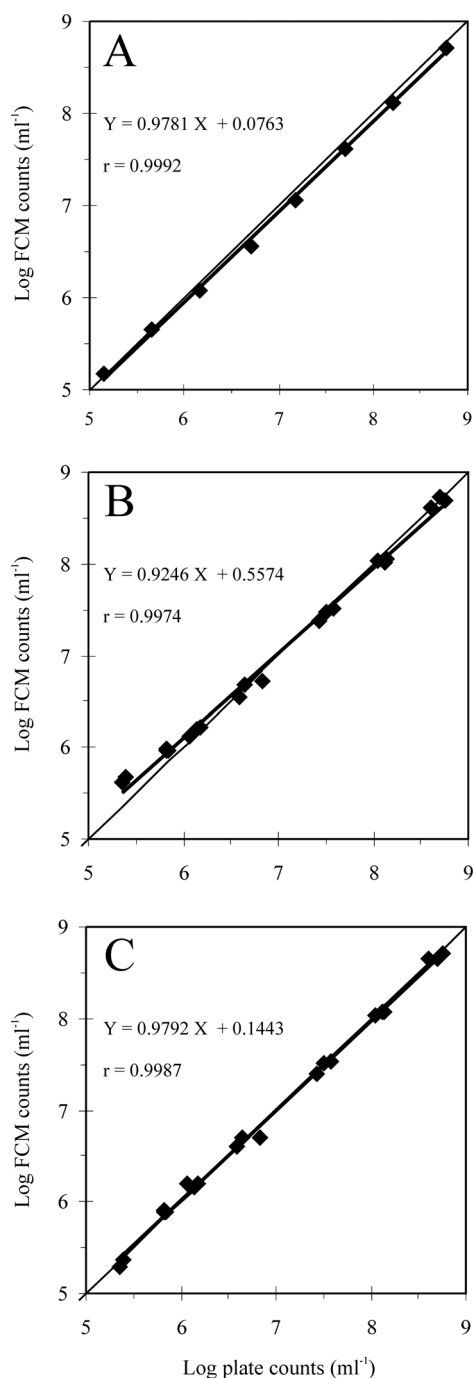 A
Y = 0.9781 X + 0.0763
r = 0.9992
Log FCM counts (ml-1)
9
8
7
6
5
5 6 7 8 9
B
Y = 0.9246 X + 0.5574
r = 0.9974
Log FCM counts (ml-1)
9
8
7
6
5
5 6 7 8 9
C
Y = 0.9792 X + 0.1443
r = 0.9987
Log FCM counts (ml-1)
9
8
7
6
5
5 6 7 8 9
Log plate counts (ml-1)